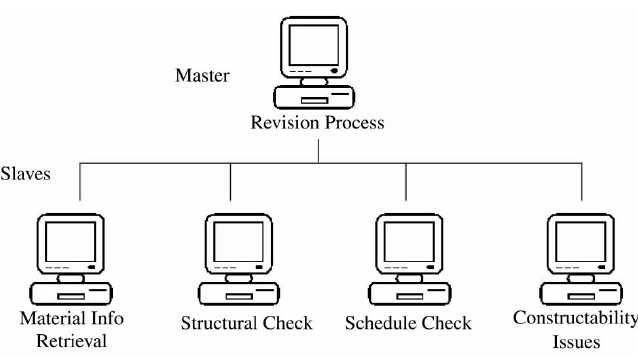 Master
Revision Process
Slaves
Material Info
Retrieval
Structural Check
Schedule Check
Constructability
Issues